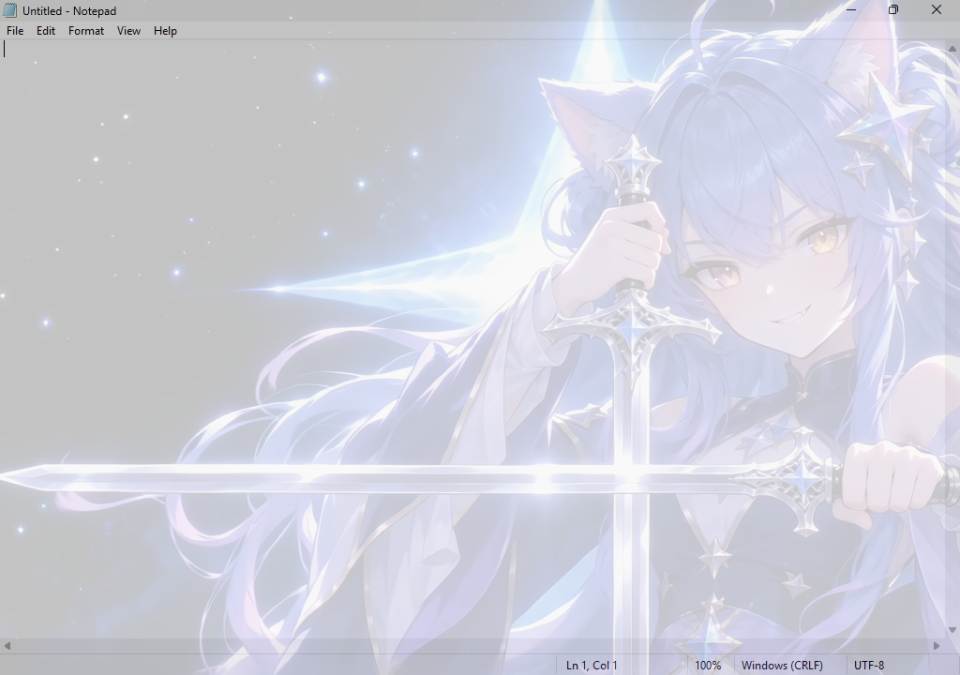 Untitled - Notepad
File Edit Format View Help
Ln 1, Col 1 100% Windows (CRLF) UTF-8